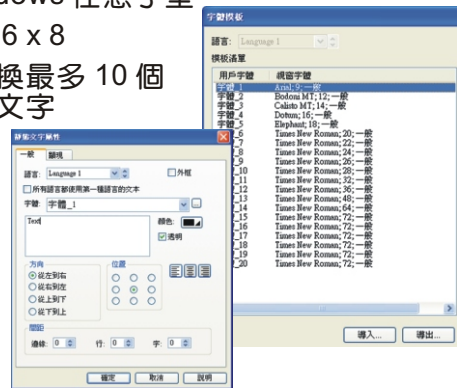 dows 任意字型
6 x 8
換最多 10 個
文字
字體模板
語言: Language 1
模板清單
用戶字體 視窗字體
字體_1 Arial; 9; 一般
字體_2 Bodoni MT; 12; 一般
字體_3 Calisto MT; 14; 一般
字體_4 Dotum; 16; 一般
字體_5 Elephant; 18; 一般
_6 Times New Roman; 20; 一般
_7 Times New Roman; 22; 一般
_8 Times New Roman; 24; 一般
_9 Times New Roman; 26; 一般
_10 Times New Roman; 28; 一般
_11 Times New Roman; 32; 一般
_12 Times New Roman; 36; 一般
_13 Times New Roman; 48; 一般
_14 Times New Roman; 64; 一般
_15 Times New Roman; 72; 一般
_16 Times New Roman; 72; 一般
_17 Times New Roman; 72; 一般
_18 Times New Roman; 72; 一般
_19 Times New Roman; 72; 一般
_20 Times New Roman; 72; 一般
導入... 導出...
靜態文字屬性
一般 顯視
語言: Language 1 外框
所有語言都使用第一種語言的文本
字體: 字體_1
Text 顏色:
透明
方向 位置
從左到右
從右到左
從上到下
從下到上
間距
邊緣: 0 行: 0 字: 0
確定 取消 說明